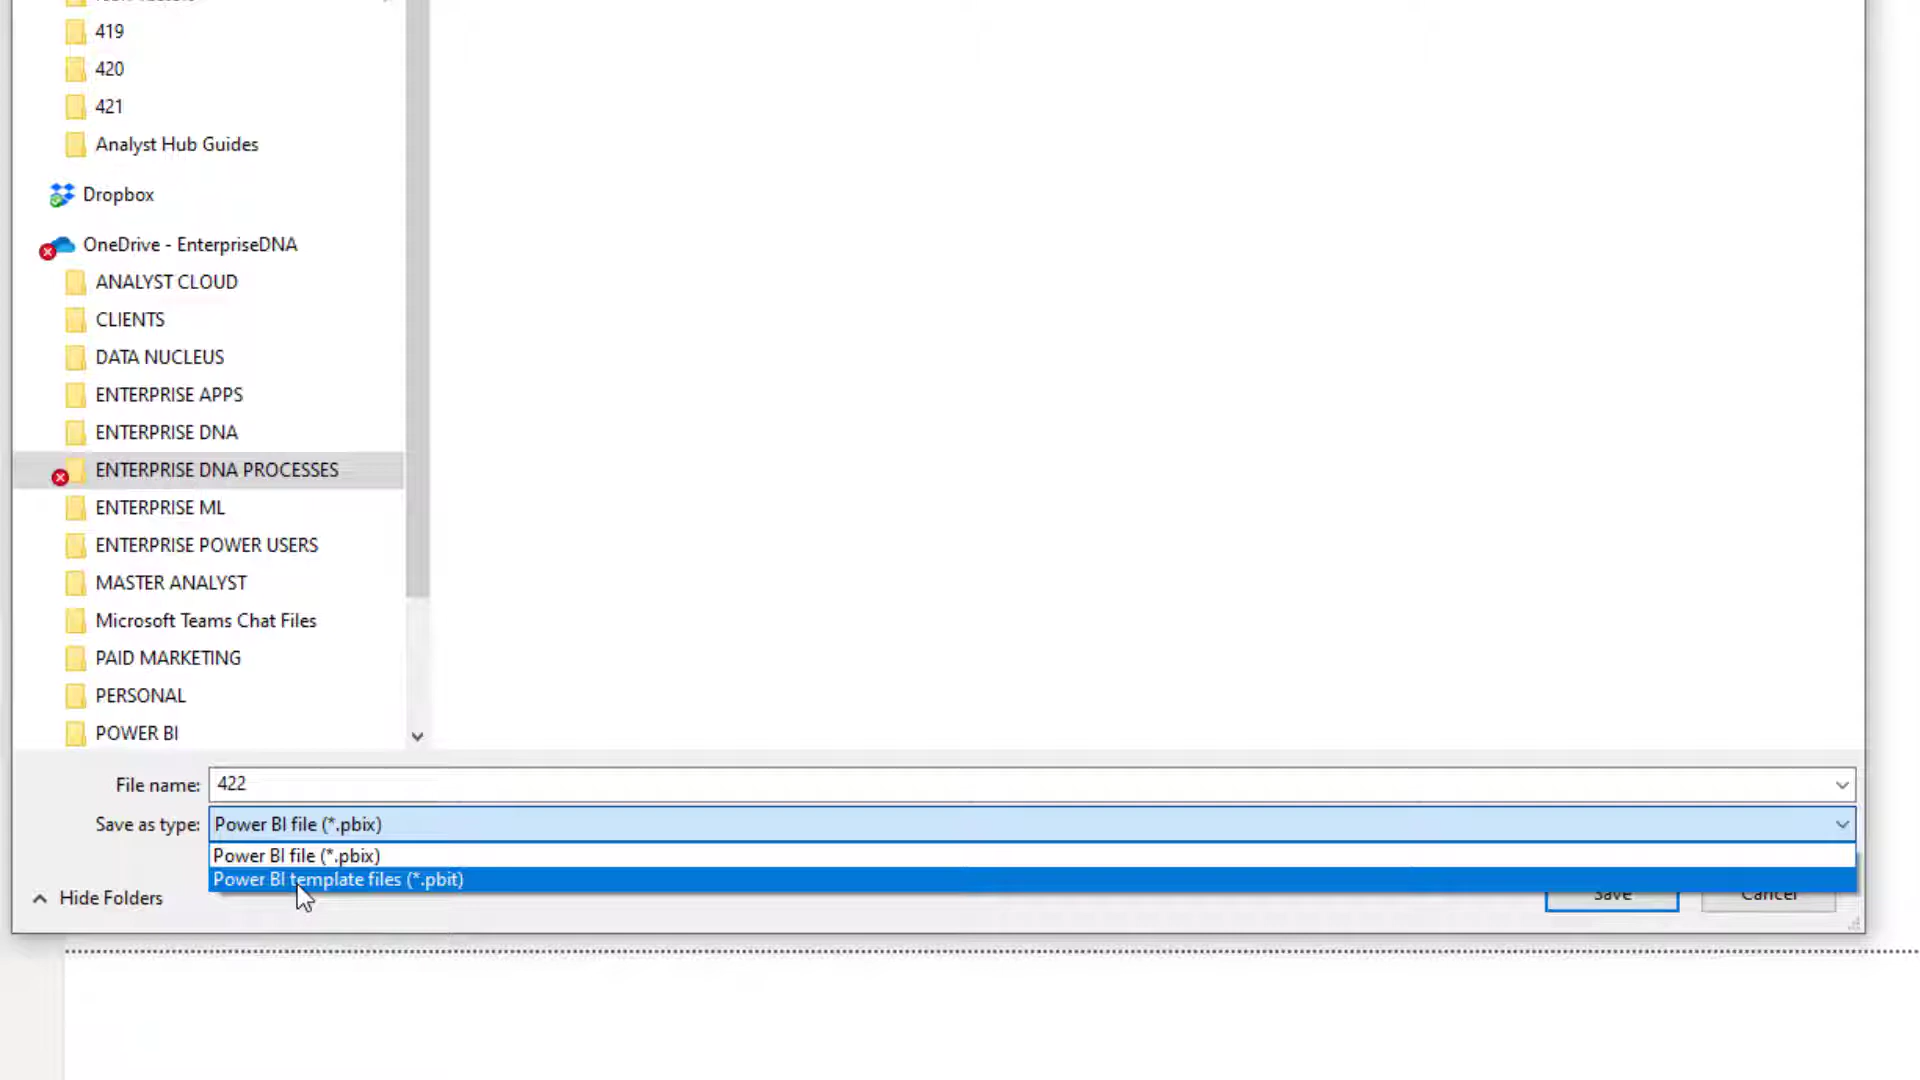 419
420
421
Analyst Hub Guides
Dropbox
OneDrive - EnterpriseDNA
ANALYST CLOUD
CLIENTS
DATA NUCLEUS
ENTERPRISE APPS
ENTERPRISE DNA
ENTERPRISE DNA PROCESSES
ENTERPRISE ML
ENTERPRISE POWER USERS
MASTER ANALYST
Microsoft Teams Chat Files
PAID MARKETING
PERSONAL
POWER BI
File name: 422
Save as type: Power BI file (*.pbix)
Power BI file (*.pbix)
Power BI template files (*.pbit)
Hide Folders
Save Cancel